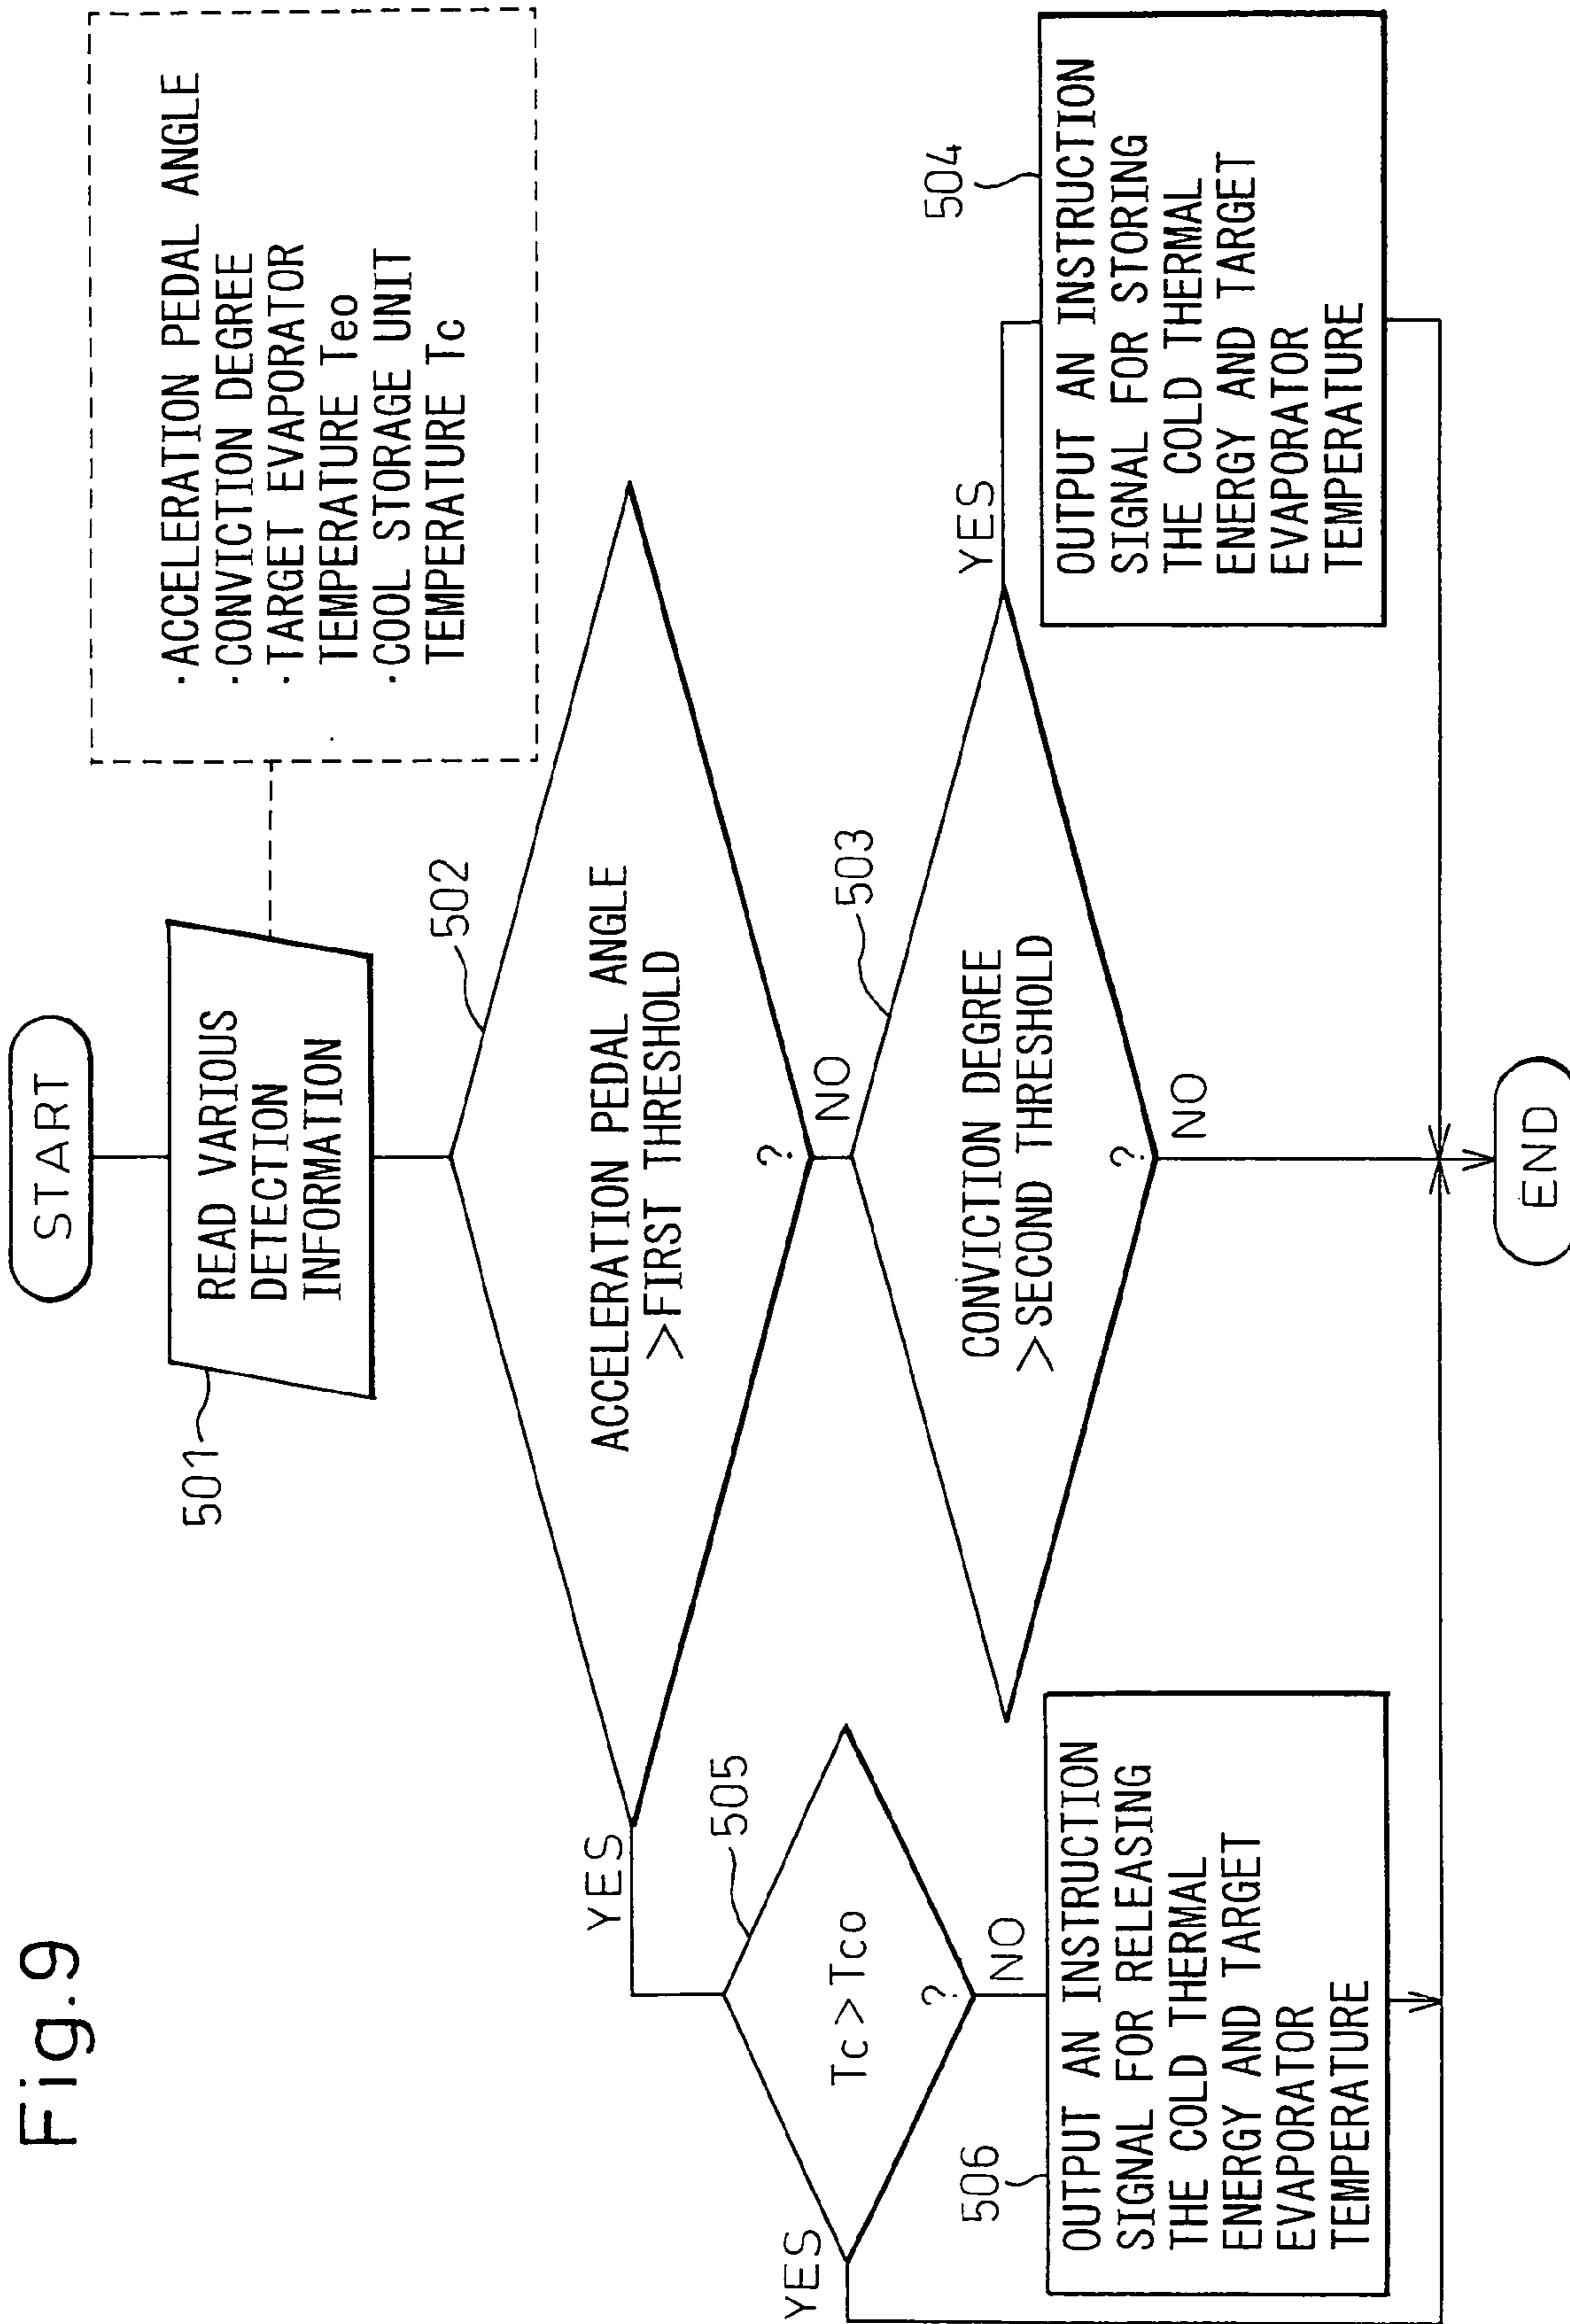 Fig.9
START
501
READ VARIOUS
DETECTION
INFORMATION
·ACCELERATION PEDAL ANGLE
·CONVICTION DEGREE
·TARGET EVAPORATOR
TEMPERATURE Teo
·COOL STORAGE UNIT
TEMPERATURE Tc
502
ACCELERATION PEDAL ANGLE
>FIRST THRESHOLD
?
YES
NO
505
Tc>Tco
?
YES
NO
503
CONVICTION DEGREE
>SECOND THRESHOLD
?
YES
NO
506
OUTPUT AN INSTRUCTION
SIGNAL FOR RELEASING
THE COLD THERMAL
ENERGY AND TARGET
EVAPORATOR
TEMPERATURE
504
OUTPUT AN INSTRUCTION
SIGNAL FOR STORING
THE COLD THERMAL
ENERGY AND TARGET
EVAPORATOR
TEMPERATURE
END